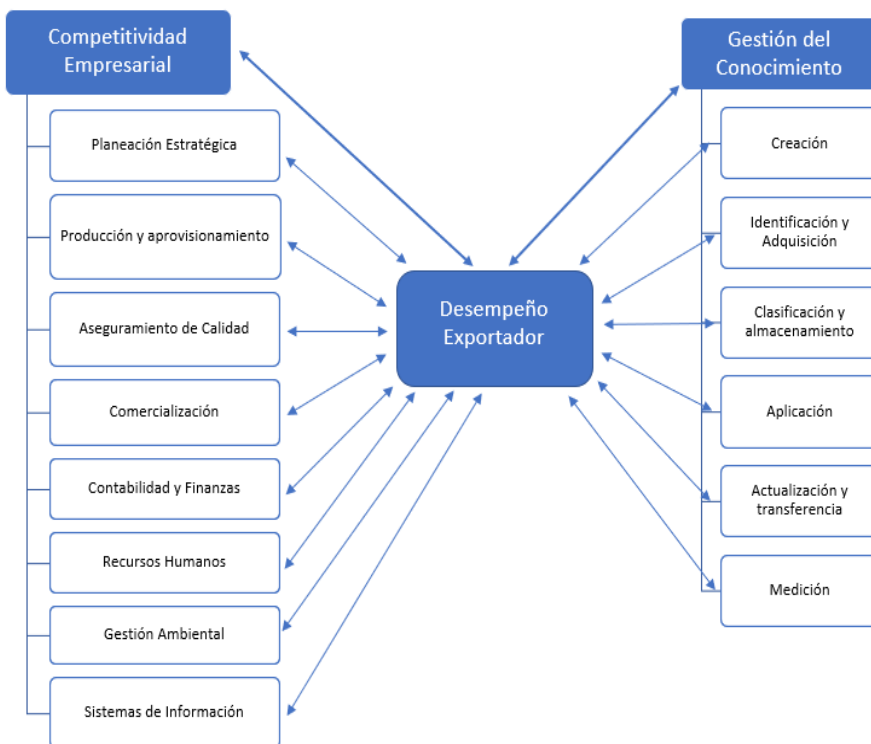 Competitividad
Empresarial
Planeación Estratégica
Producción y aprovisionamiento
Aseguramiento de Calidad
Comercialización
Contabilidad y Finanzas
Recursos Humanos
Gestión Ambiental
Sistemas de Información
Desempeño
Exportador
Gestión del
Conocimiento
Creación
Identificación y
Adquisición
Clasificación y
almacenamiento
Aplicación
Actualización y
transferencia
Medición